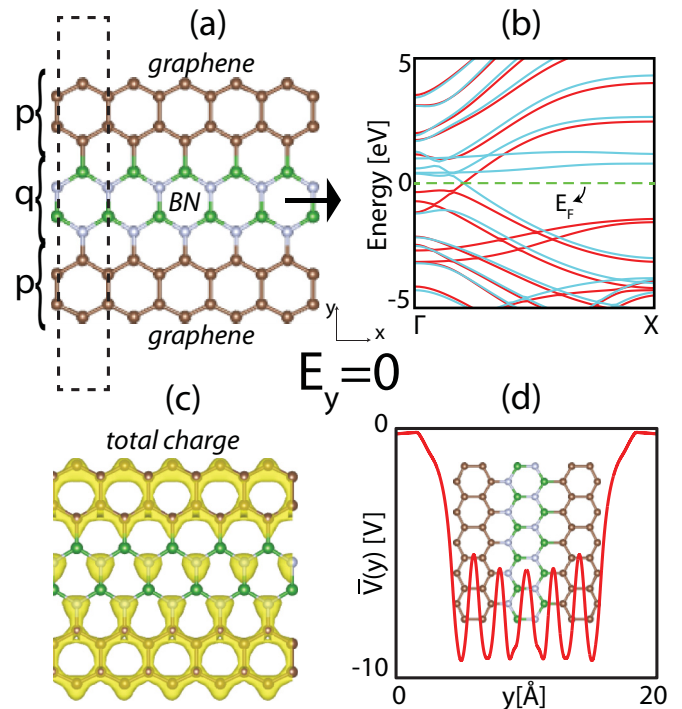 (a)
graphene
p
q
p
BN
graphene
y
x
(b)
Energy [eV]
5
0
-5
E_F
Γ
X
E_y=0
(c)
total charge
(d)
V̅(y) [V]
0
-10
0
y[Å]
20